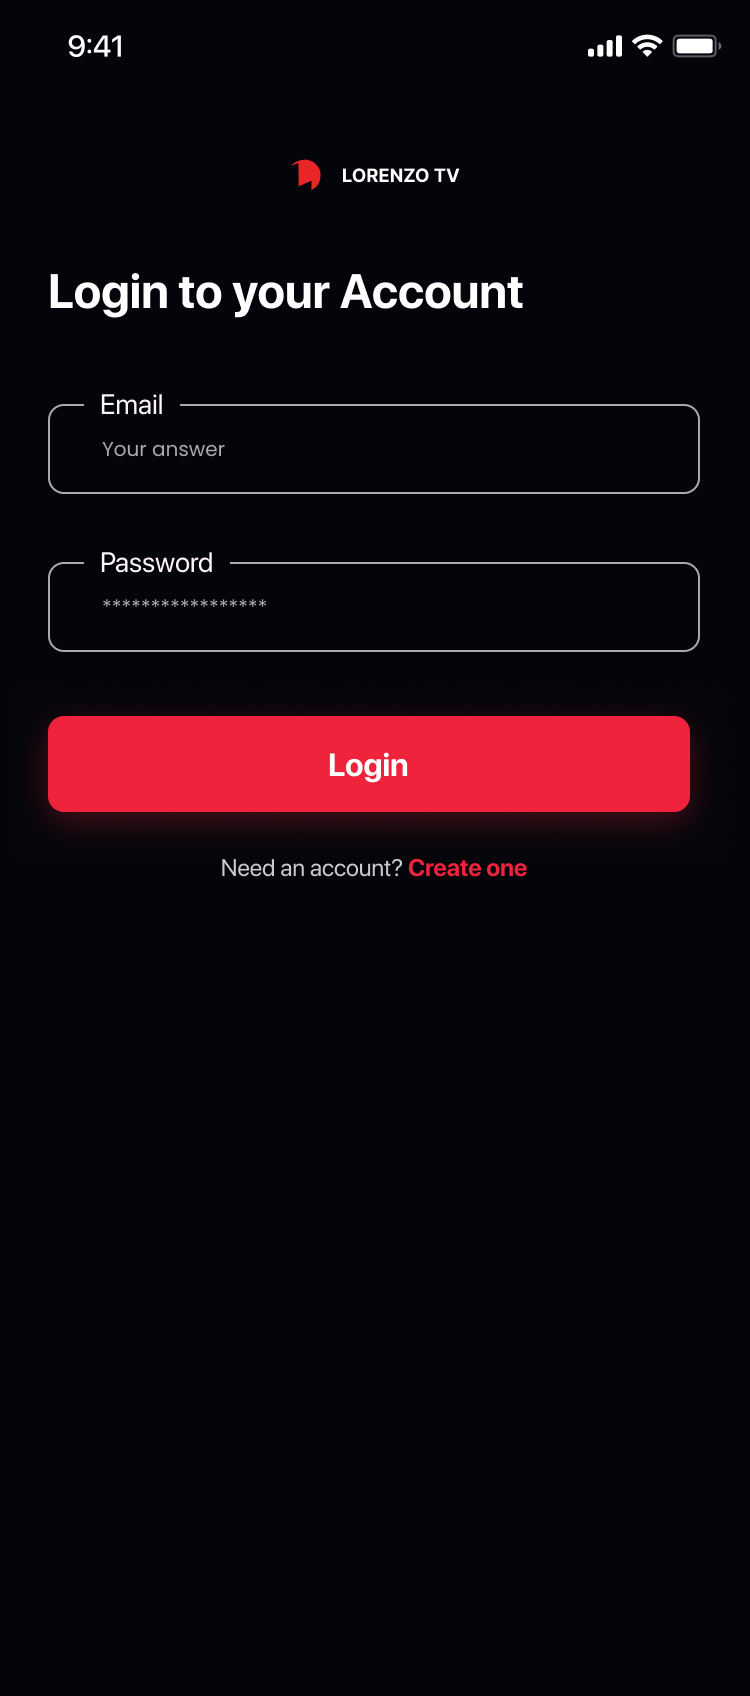 9:41
LORENZO TV
Login to your Account
Email
Your answer
Password
*****************
Login
Need an account? Create one